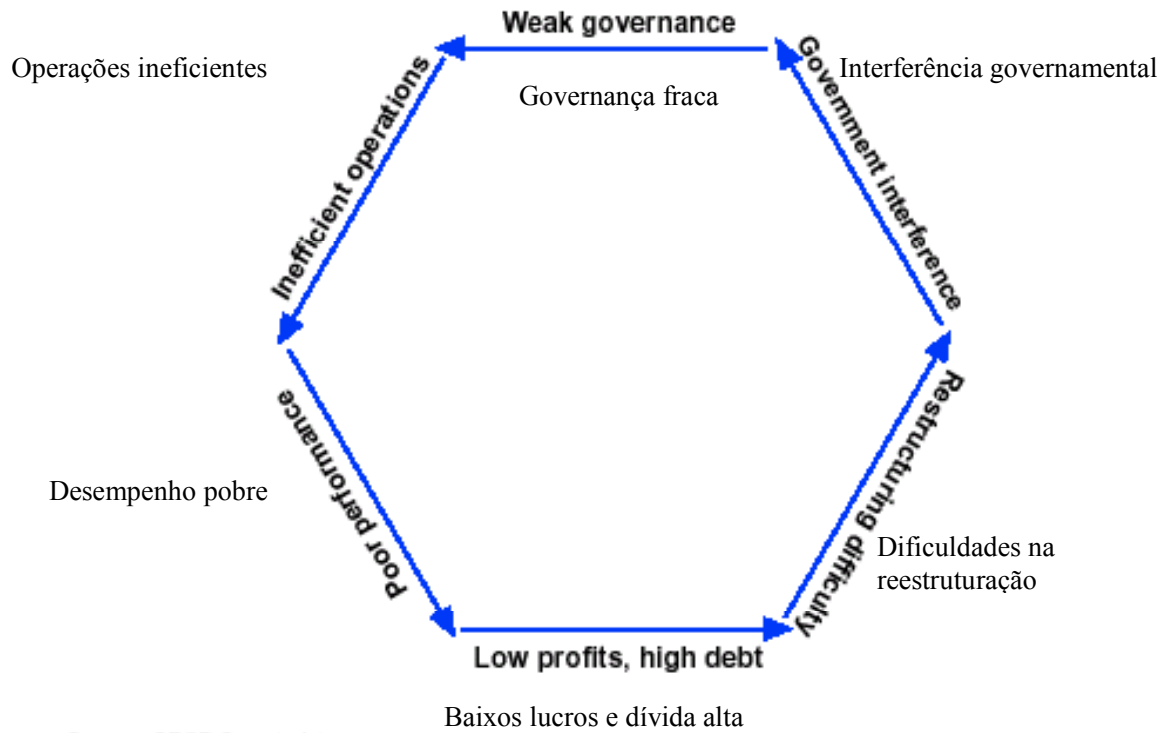 Weak governance
Operações ineficientes
Interferência governamental
Governança fraca
Inefficient operations
Government interference
Poor performance
Desempenho pobre
Restructuring difficulty
Dificuldades na
reestruturação
Low profits, high debt
Baixos lucros e dívida alta